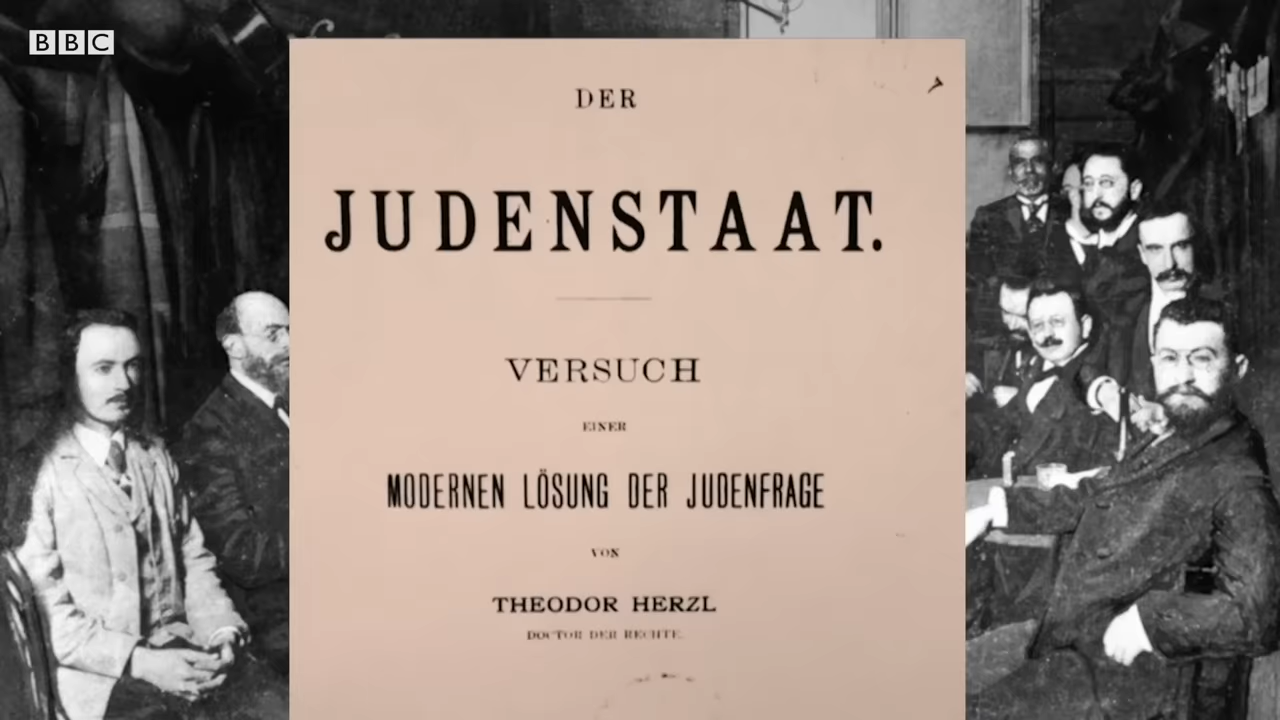 BBC
DER
JUDENSTAAT.
VERSUCH
EINER
MODERNEN LÖSUNG DER JUDENFRAGE
VON
THEODOR HERZL
DOCTOR DER RECHTE.